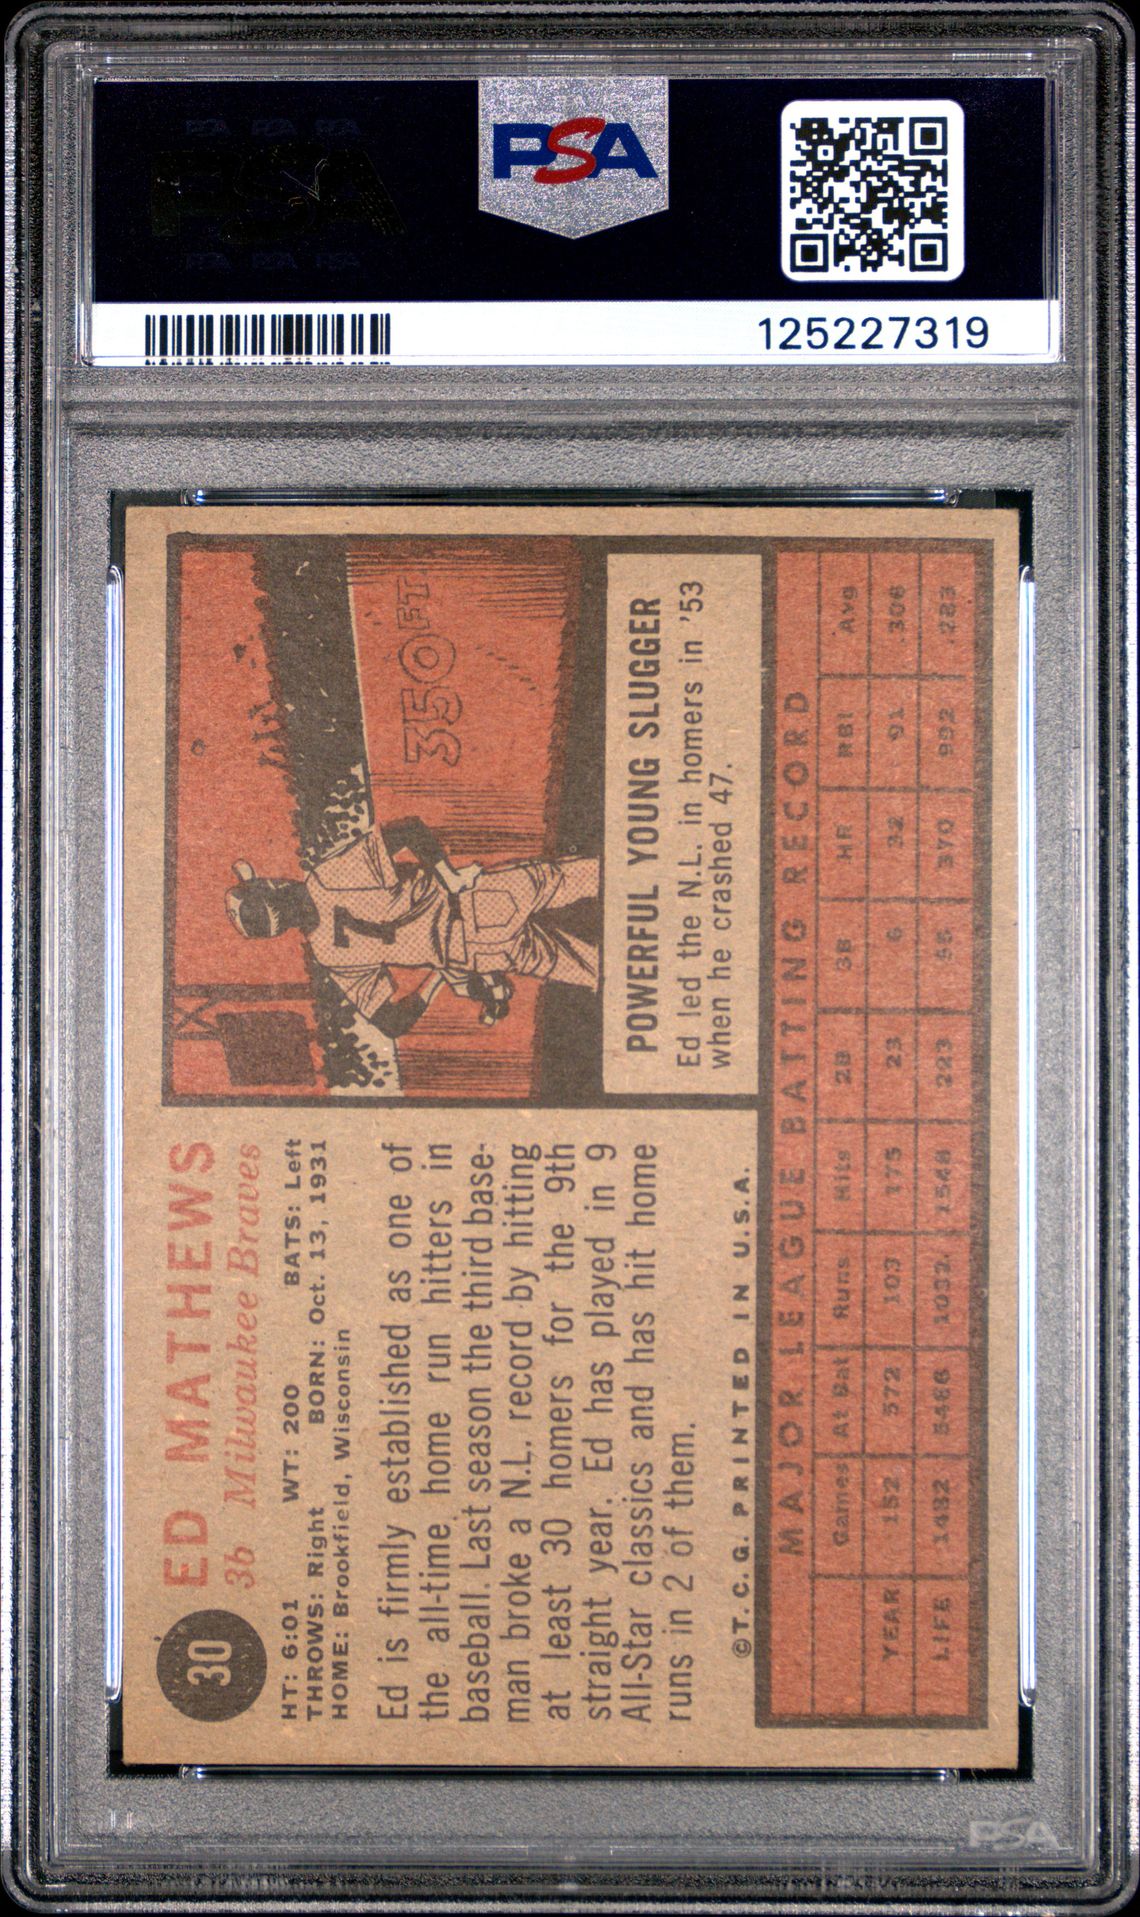 PSA
125227319
30
ED MATHEWS
3b Milwaukee Braves
HT: 6:01 WT: 200 BATS: Left
THROWS: Right BORN: Oct. 13, 1931
HOME: Brookfield, Wisconsin
Ed is firmly established as one of
the all-time home run hitters in
baseball. Last season the third base-
man broke a N.L. record by hitting
at least 30 homers for the 9th
straight year. Ed has played in 9
All-Star classics and has hit home
runs in 2 of them.
©T. C. G. PRINTED IN U.S.A.
7
350FT
POWERFUL YOUNG SLUGGER
Ed led the N.L. in homers in '53
when he crashed 47.
MAJOR LEAGUE BATTING RECORD
Games At Bat Runs Hits 2B 3B HR RBI Avg
YEAR 152 572 103 175 23 6 32 91 .306
LIFE 1482 5466 1032 1548 223 55 370 992 .283
PSA